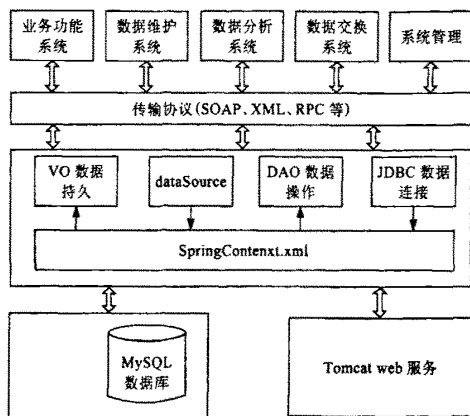 业务功能
系统
数据维护
系统
数据分析
系统
数据交换
系统
系统管理
传输协议(SOAP、XML、RPC 等)
VO 数据
持久
dataSource
DAO 数据
操作
JDBC 数据
连接
SpringContenxt.xml
MySQL
数据库
Tomcat web 服务